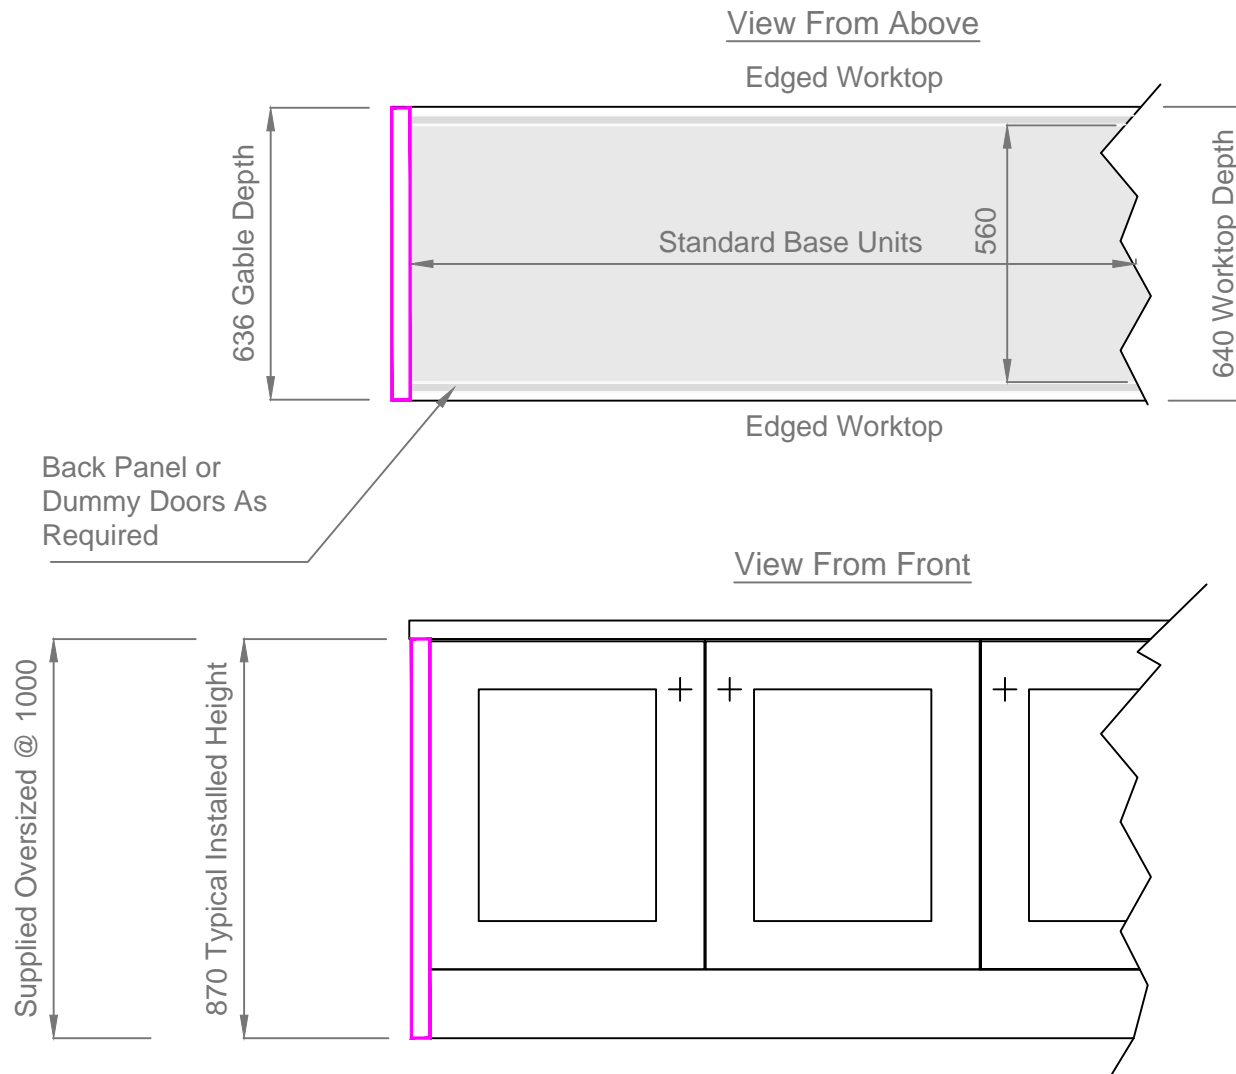 View From Above
Edged Worktop
636 Gable Depth
Standard Base Units
560
640 Worktop Depth
Edged Worktop
Back Panel or
Dummy Doors As
Required
View From Front
Supplied Oversized @ 1000
870 Typical Installed Height